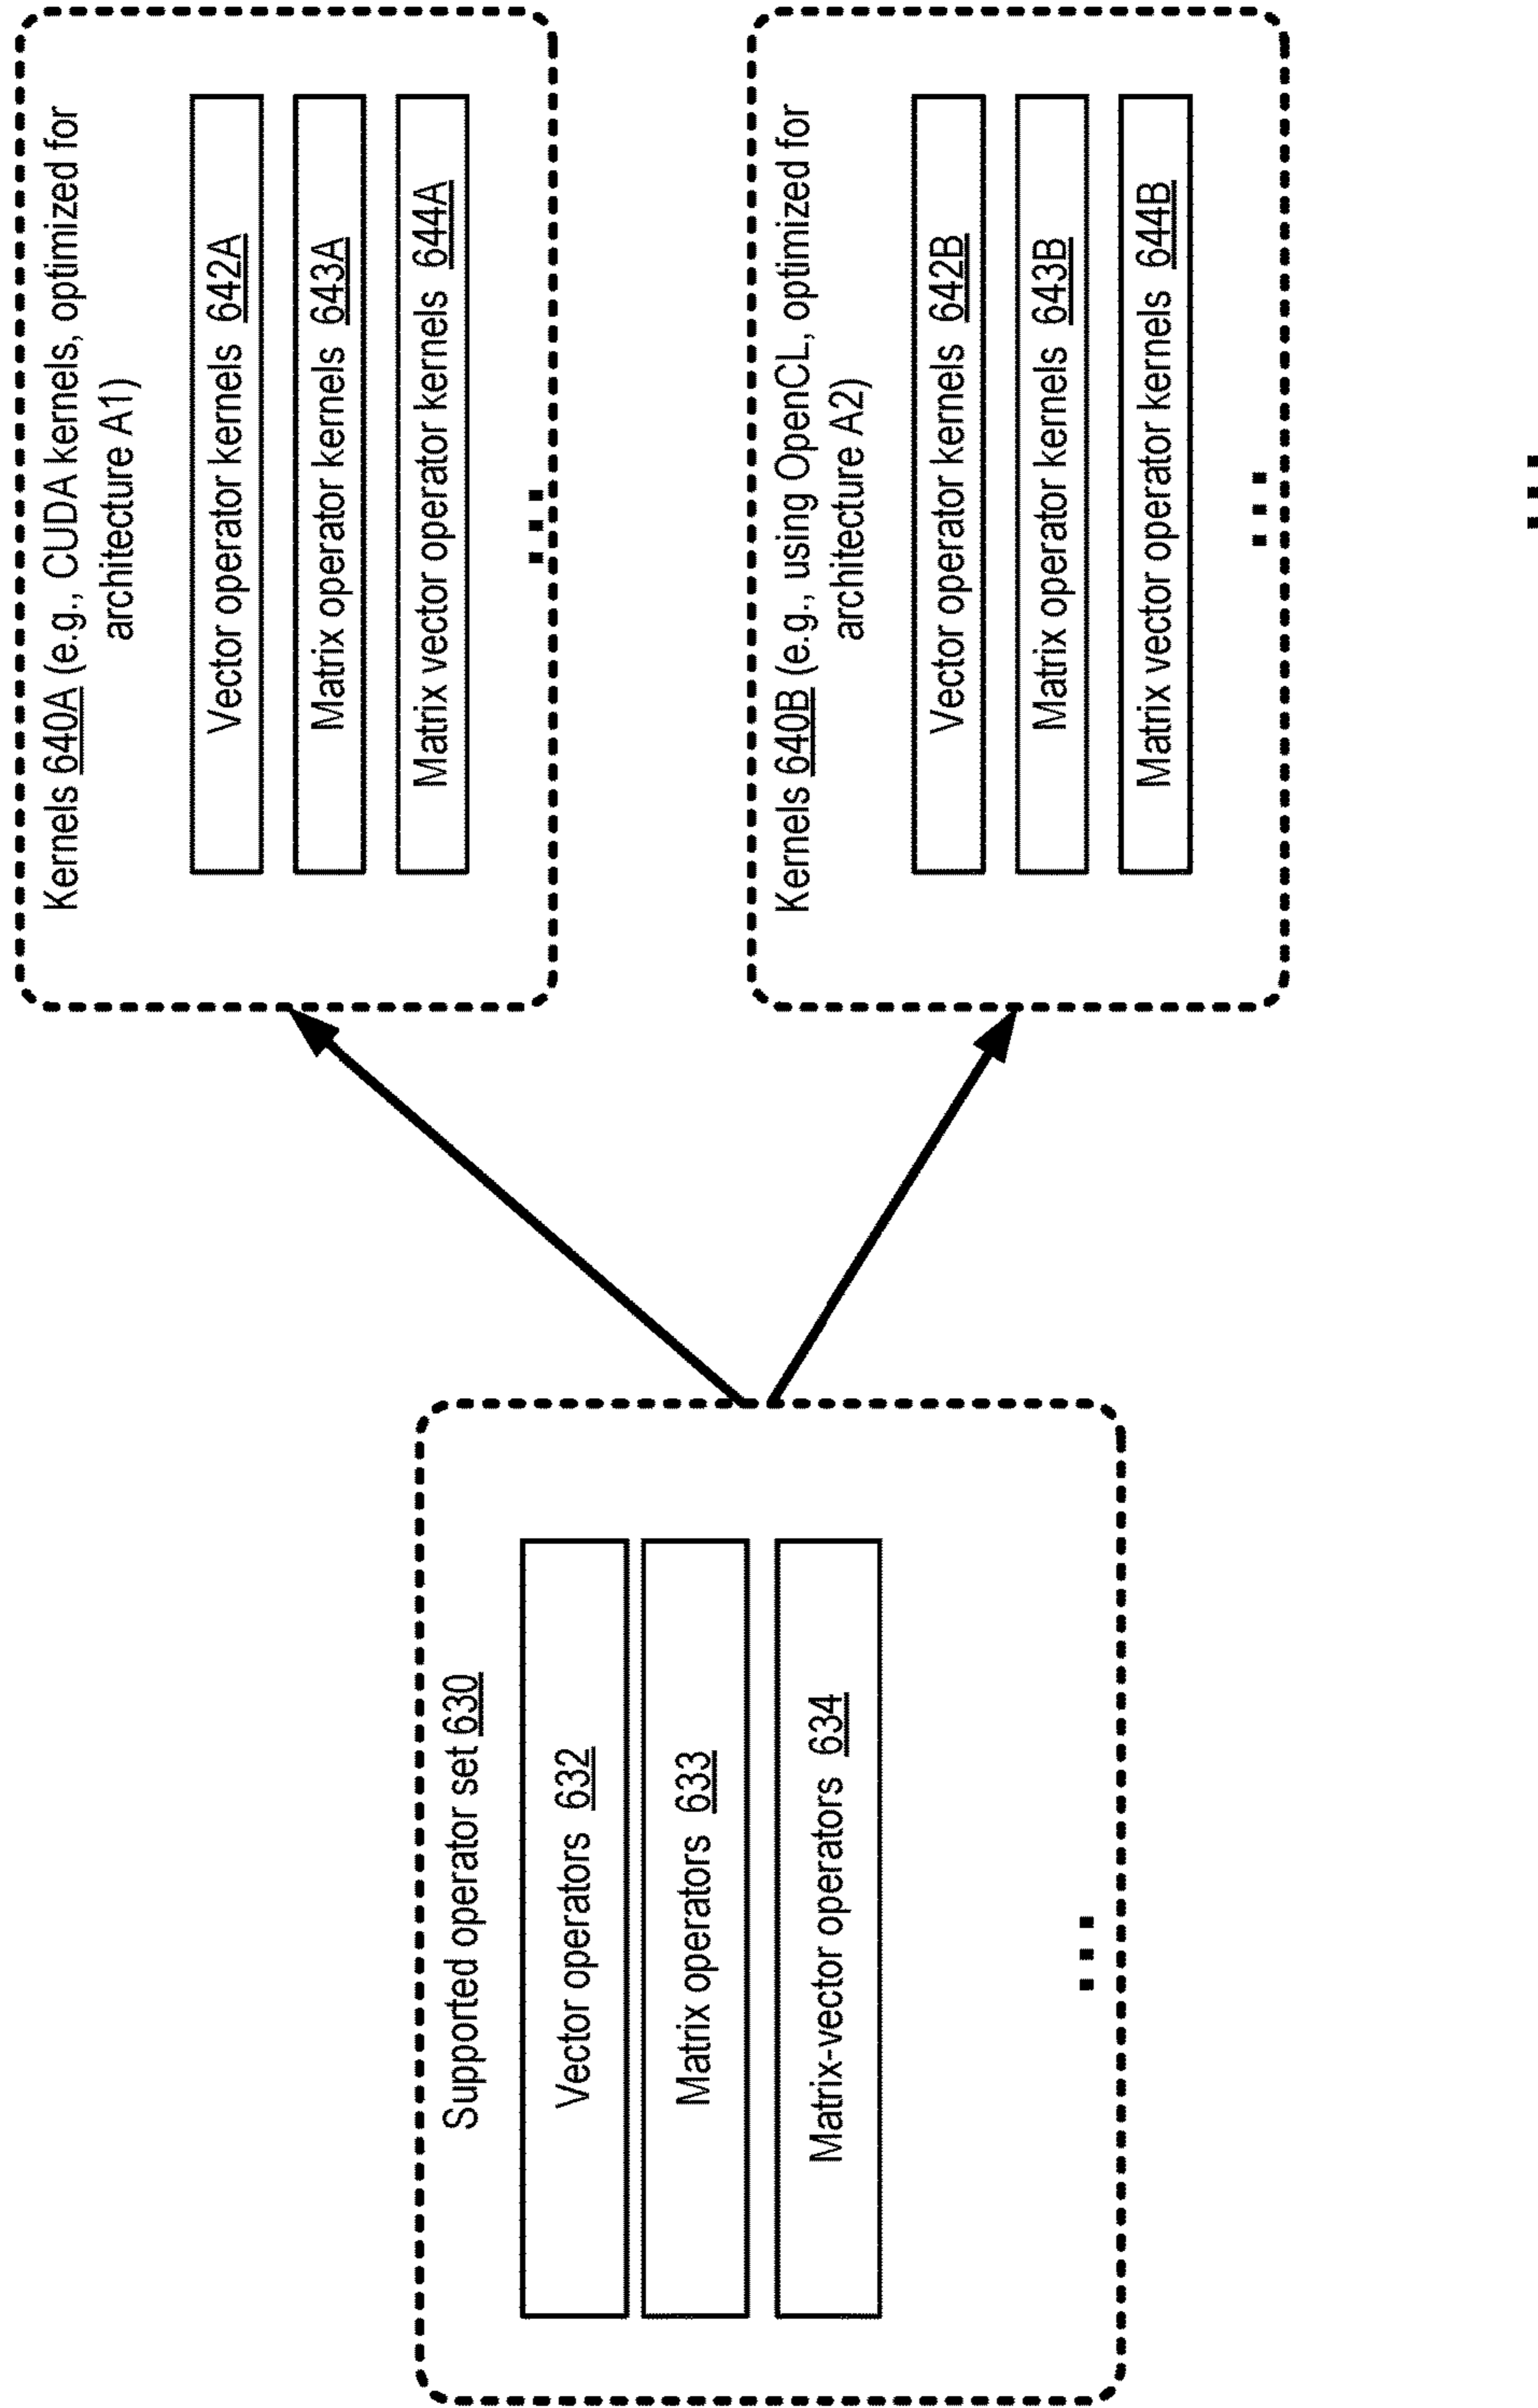 Supported operator set 630
Vector operators 632
Matrix operators 633
Matrix-vector operators 634
Kernels 640A (e.g., CUDA kernels, optimized for
architecture A1)
Vector operator kernels 642A
Matrix operator kernels 643A
Matrix vector operator kernels 644A
Kernels 640B (e.g., using OpenCL, optimized for
architecture A2)
Vector operator kernels 642B
Matrix operator kernels 643B
Matrix vector operator kernels 644B